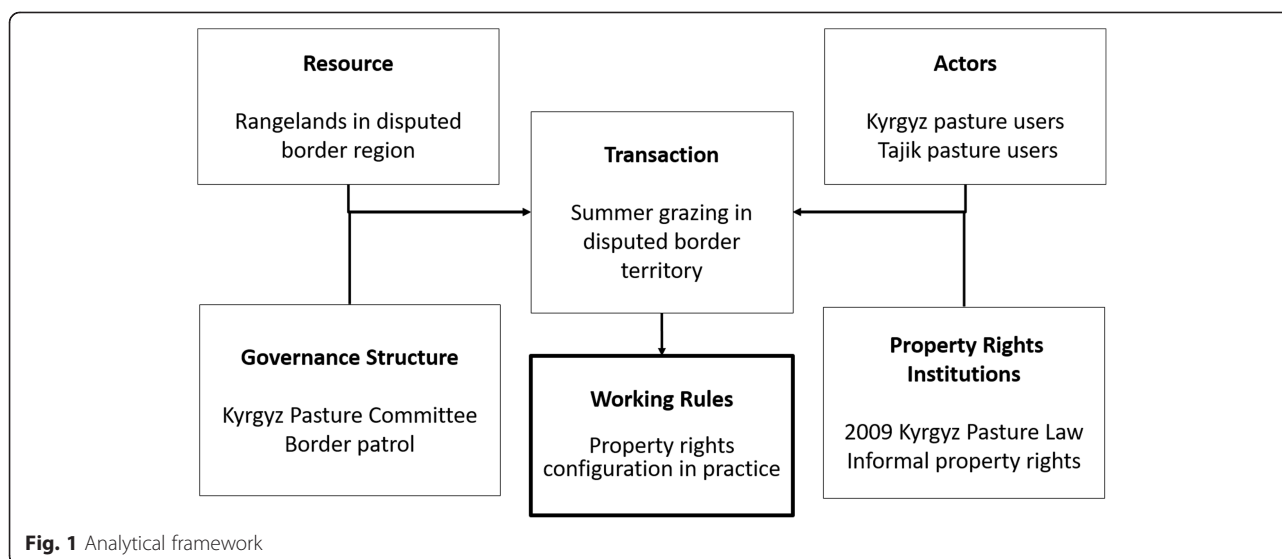 Resource
Rangelands in disputed
border region
Actors
Kyrgyz pasture users
Tajik pasture users
Transaction
Summer grazing in
disputed border
territory
Governance Structure
Kyrgyz Pasture Committee
Border patrol
Working Rules
Property rights
configuration in practice
Property Rights
Institutions
2009 Kyrgyz Pasture Law
Informal property rights
Fig. 1 Analytical framework